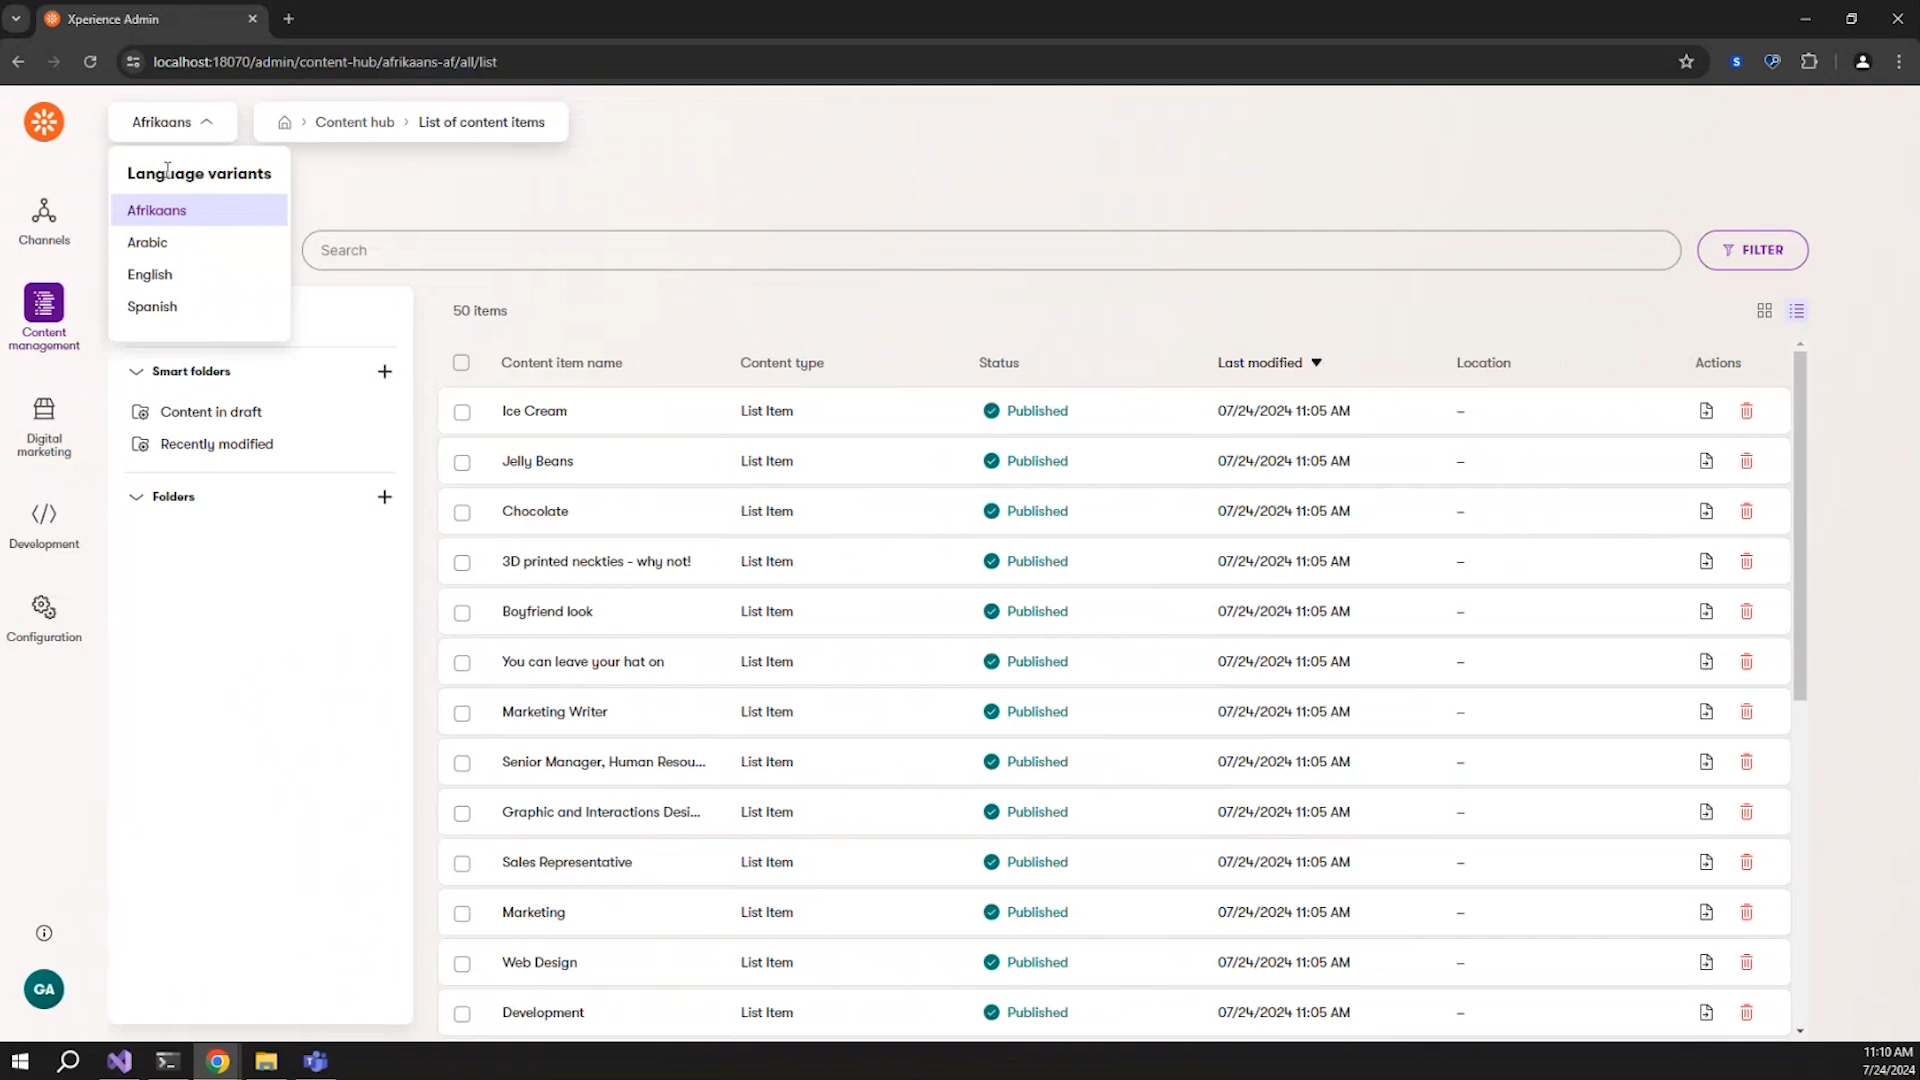 Xperience Admin
localhost:18070/admin/content-hub/afrikaans-af/all/list
Afrikaans
Content hub
List of content items
Language variants
Afrikaans
Arabic
English
Spanish
Channels
Content
management
Digital
marketing
Development
Configuration
GA
Search
FILTER
Smart folders
Content in draft
Recently modified
Folders
50 items
Content item name Content type Status Last modified Location Actions
Ice Cream List Item Published 07/24/2024 11:05 AM –
Jelly Beans List Item Published 07/24/2024 11:05 AM –
Chocolate List Item Published 07/24/2024 11:05 AM –
3D printed neckties - why not! List Item Published 07/24/2024 11:05 AM –
Boyfriend look List Item Published 07/24/2024 11:05 AM –
You can leave your hat on List Item Published 07/24/2024 11:05 AM –
Marketing Writer List Item Published 07/24/2024 11:05 AM –
Senior Manager, Human Resou... List Item Published 07/24/2024 11:05 AM –
Graphic and Interactions Desi... List Item Published 07/24/2024 11:05 AM –
Sales Representative List Item Published 07/24/2024 11:05 AM –
Marketing List Item Published 07/24/2024 11:05 AM –
Web Design List Item Published 07/24/2024 11:05 AM –
Development List Item Published 07/24/2024 11:05 AM –
11:10 AM
7/24/2024